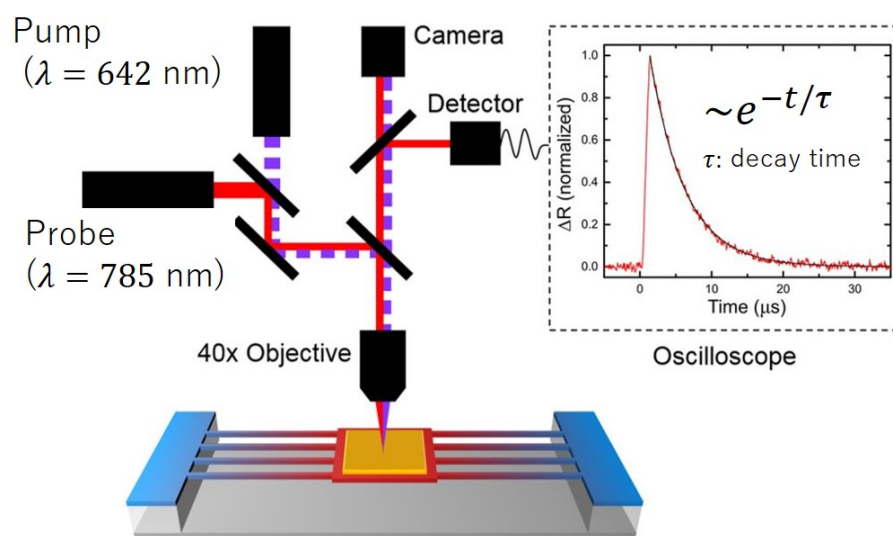 Pump
(λ = 642 nm)
Camera
Detector
Probe
(λ = 785 nm)
40x Objective
ΔR (normalized)
1.0
0.8
0.6
0.4
0.2
0.0
~e^{-t/τ}
τ: decay time
0 10 20 30
Time (μs)
Oscilloscope